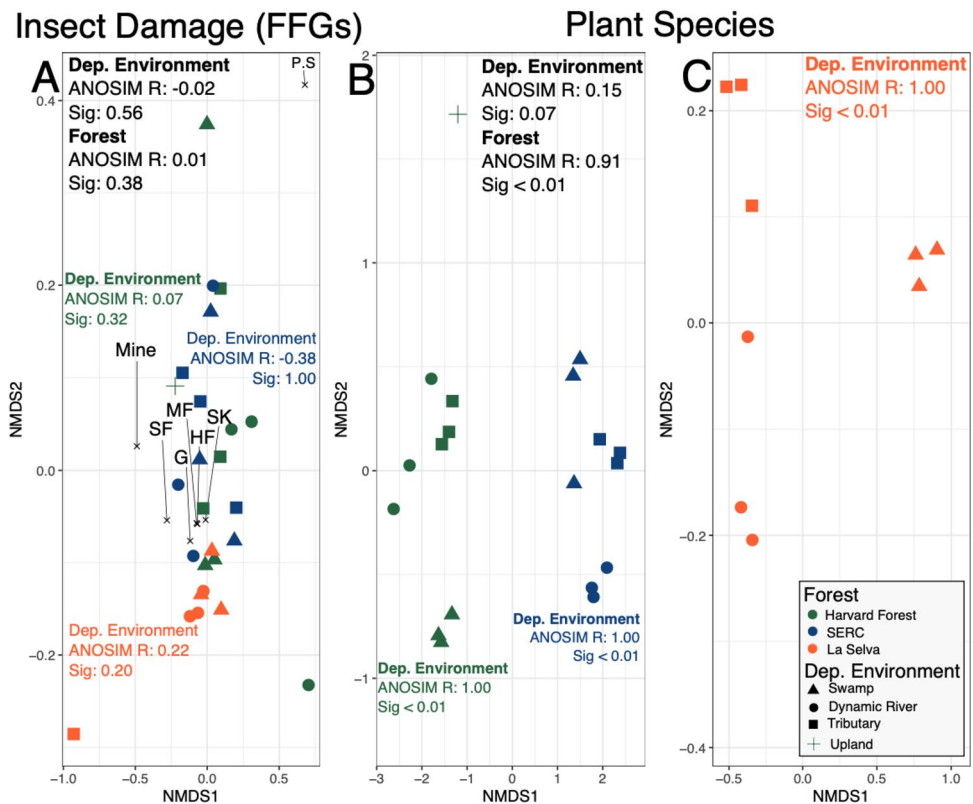 Insect Damage (FFGs)
Plant Species
A
Dep. Environment
ANOSIM R: -0.02
Sig: 0.56
Forest
ANOSIM R: 0.01
Sig: 0.38
P.S
Dep. Environment
ANOSIM R: 0.07
Sig: 0.32
Dep. Environment
ANOSIM R: -0.38
Sig: 1.00
Mine
MF
SK
SF
HF
G
Dep. Environment
ANOSIM R: 0.22
Sig: 0.20
0.4
0.2
0.0
−0.2
NMDS2
−1.0
−0.5
0.0
0.5
NMDS1
B
Dep. Environment
ANOSIM R: 0.15
Sig: 0.07
Forest
ANOSIM R: 0.91
Sig < 0.01
Dep. Environment
ANOSIM R: 1.00
Sig < 0.01
Dep. Environment
ANOSIM R: 1.00
Sig < 0.01
2
1
0
−1
NMDS2
−3
−2
−1
0
1
2
NMDS1
C
Dep. Environment
ANOSIM R: 1.00
Sig < 0.01
0.2
0.0
−0.2
−0.4
NMDS2
−0.5
0.0
0.5
1.0
NMDS1
Forest
Harvard Forest
SERC
La Selva
Dep. Environment
Swamp
Dynamic River
Tributary
Upland